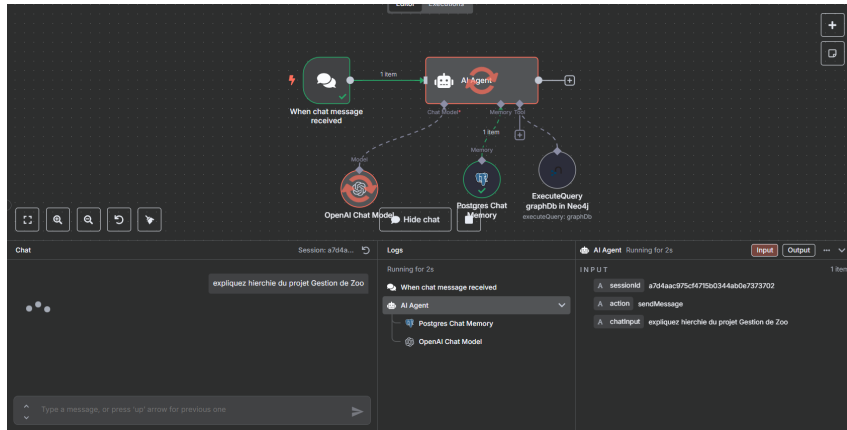 Editor Executions
1 item
AI Agent
When chat message
received
Chat Model*
Memory
Tool
1 item
Memory
Model
OpenAI Chat Model
Postgres Chat
Memory
ExecuteQuery
graphDb in Neo4j
executeQuery: graphDb
Hide chat
Chat
Session: a7d4a...
Logs
AI Agent Running for 2s
Input
Output
Running for 2s
INPUT
1 item
expliquez hierchie du projet Gestion de Zoo
When chat message received
A sessionId a7d4aac975cf4715b0344ab0e7373702
AI Agent
A action sendMessage
Postgres Chat Memory
A chatInput expliquez hierchie du projet Gestion de Zoo
OpenAI Chat Model
Type a message, or press 'up' arrow for previous one